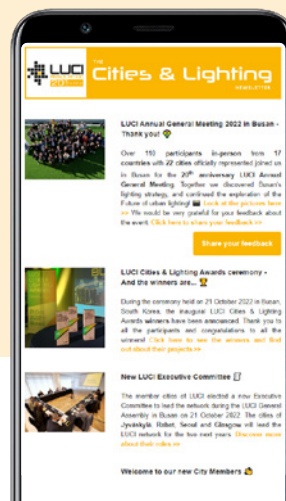 LUCI
THE
Cities & Lighting
NEWSLETTER
LUCI Annual General Meeting 2022 in Busan -
Thank you!
Over 110 participants in-person from 17
countries with 22 cities officially represented joined us
in Busan for the 20th anniversary LUCI Annual
General Meeting. Together we discovered Busan's
lighting strategy, and continued the exploration of the
Future of urban lighting! Look at the pictures here
>> We would be very grateful for your feedback about
the event. Click here to share your feedback >>
Share your feedback
LUCI Cities & Lighting Awards ceremony -
And the winners are...
During the ceremony held on 21 October 2022 in Busan,
South Korea, the inaugural LUCI Cities & Lighting
Awards winners have been announced. Thank you to
all the participants and congratulations to all the
winners! Click here to see the winners and find
out about their projects >>
New LUCI Executive Committee
The member cities of LUCI elected a new Executive
Committee to lead the network during the LUCI General
Assembly in Busan on 21 October 2022. The cities of
Jyväskylä, Rabat, Seoul and Glasgow will lead the
LUCI network for the two next years. Discover more
about their roles >>
Welcome to our new City Members